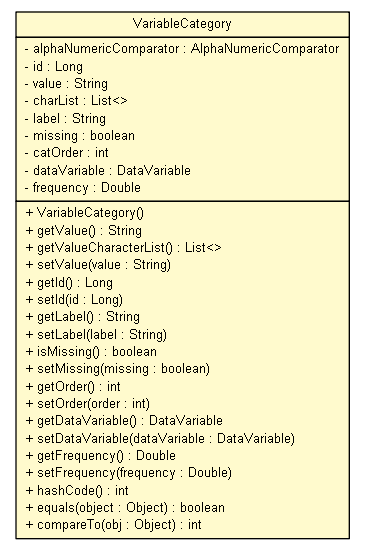 VariableCategory
- alphaNumericComparator : AlphaNumericComparator
- id : Long
- value : String
- charList : List<>
- label : String
- missing : boolean
- catOrder : int
- dataVariable : DataVariable
- frequency : Double
+ VariableCategory()
+ getValue() : String
+ getValueCharacterList() : List<>
+ setValue(value : String)
+ getId() : Long
+ setId(id : Long)
+ getLabel() : String
+ setLabel(label : String)
+ isMissing() : boolean
+ setMissing(missing : boolean)
+ getOrder() : int
+ setOrder(order : int)
+ getDataVariable() : DataVariable
+ setDataVariable(dataVariable : DataVariable)
+ getFrequency() : Double
+ setFrequency(frequency : Double)
+ hashCode() : int
+ equals(object : Object) : boolean
+ compareTo(obj : Object) : int